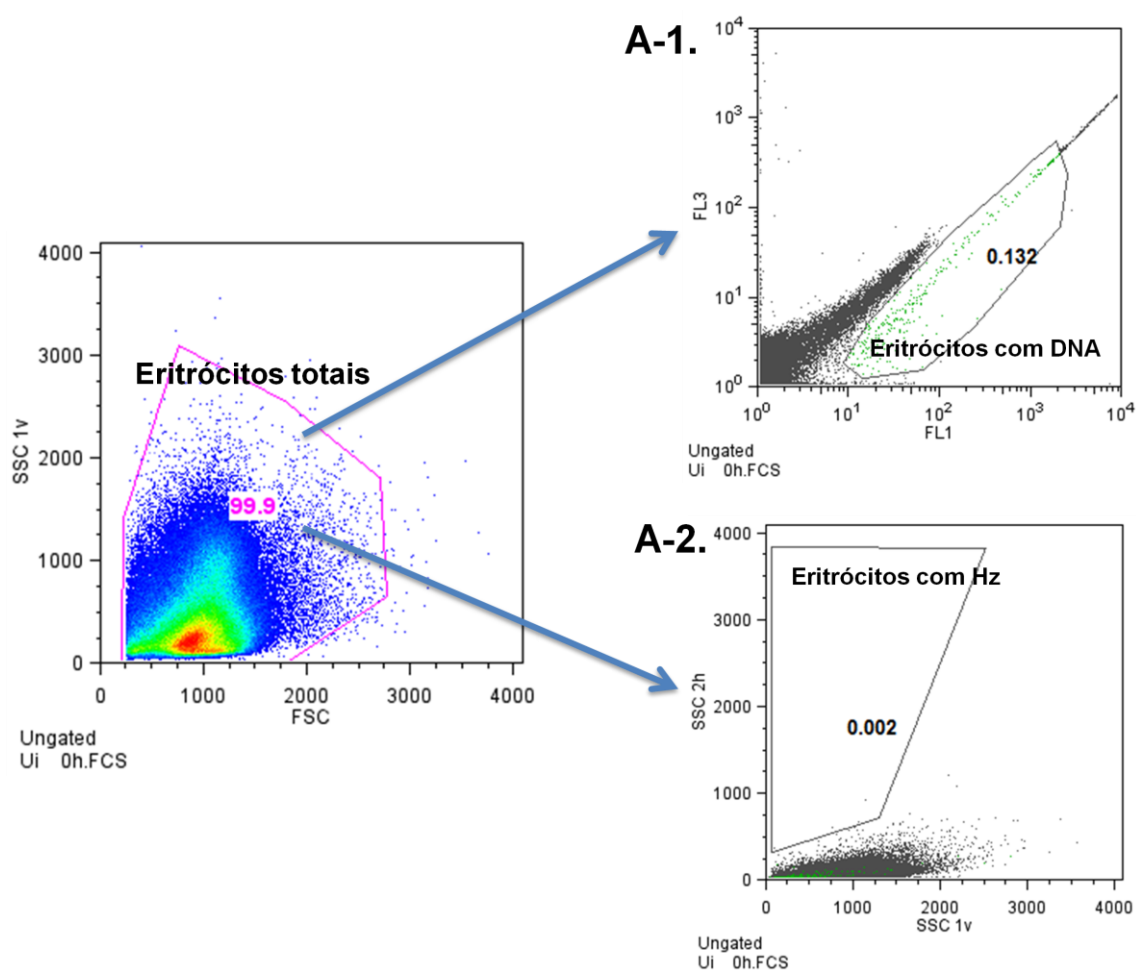 A-1.
10^4
10^3
FL3
10^2
0.132
10^1
Eritrócitos com DNA
10^0
10^0 10^1 10^2 10^3 10^4
FL1
Ungated
Ui 0h.FCS
4000
3000
Eritrócitos totais
SSC 1v
2000
99.9
1000
0
0 1000 2000 3000 4000
FSC
Ungated
Ui 0h.FCS
A-2.
4000
Eritrócitos com Hz
3000
SSC 2h
2000
0.002
1000
0
0 1000 2000 3000 4000
SSC 1v
Ungated
Ui 0h.FCS